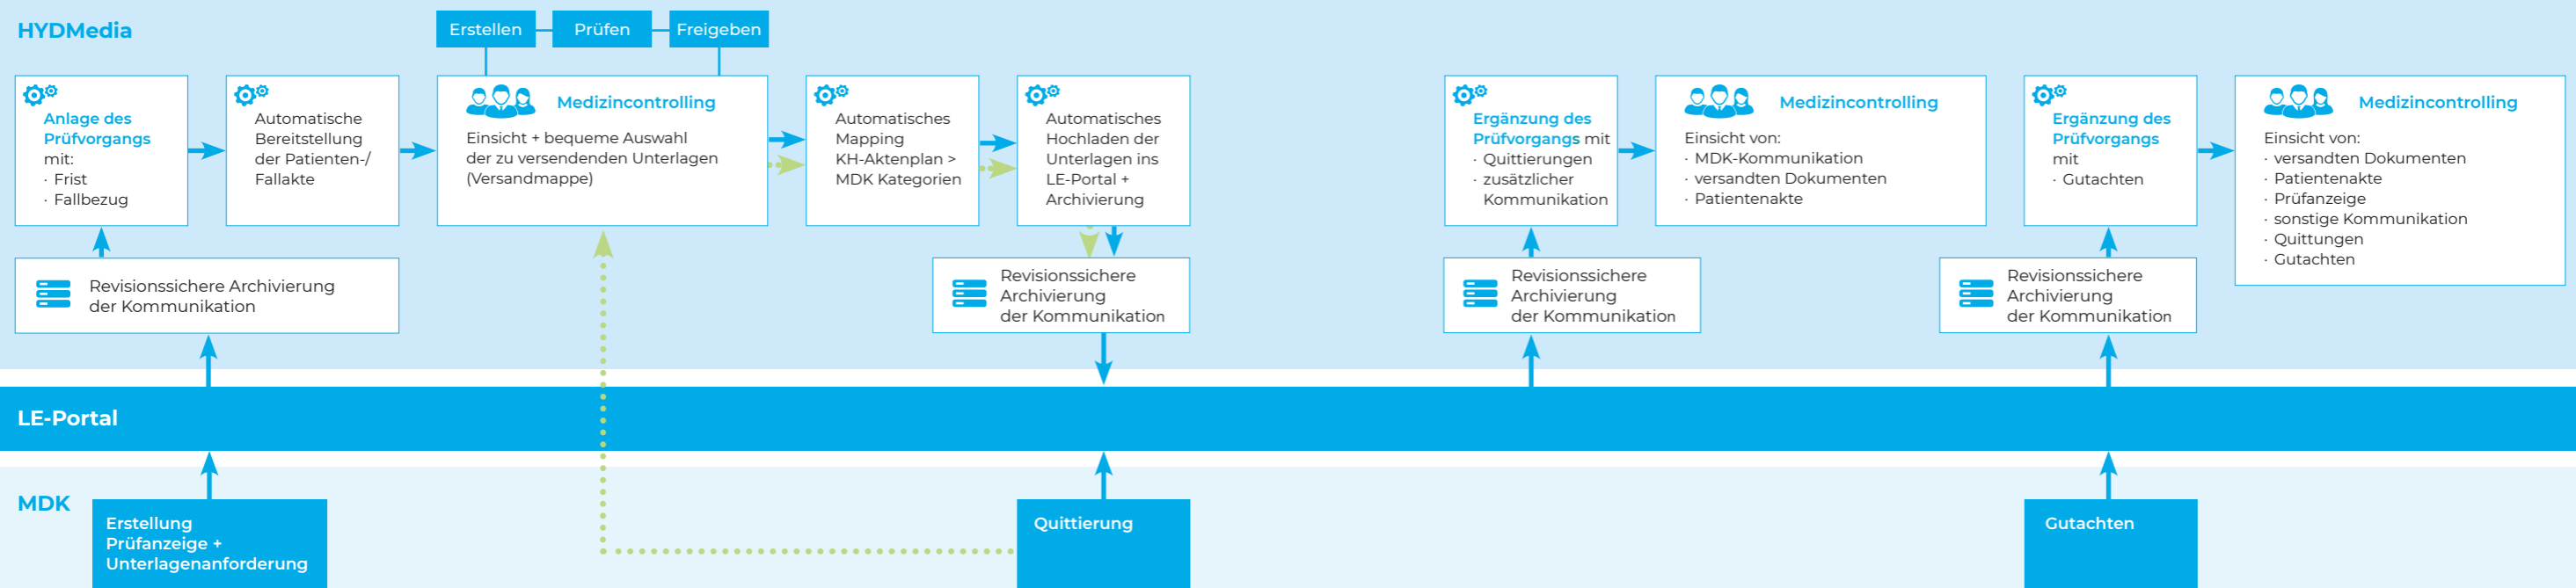 HYDMedia
Erstellen
Prüfen
Freigeben
Anlage des
Prüfvorgangs
mit:
· Frist
· Fallbezug
Automatische
Bereitstellung
der Patienten-/
Fallakte
Medizincontrolling
Einsicht + bequeme Auswahl
der zu versendenden Unterlagen
(Versandmappe)
Automatisches
Mapping
KH-Aktenplan >
MDK Kategorien
Automatisches
Hochladen der
Unterlagen ins
LE-Portal +
Archivierung
Ergänzung des
Prüfvorgangs mit
· Quittierungen
· zusätzlicher
Kommunikation
Medizincontrolling
Einsicht von:
· MDK-Kommunikation
· versandten Dokumenten
· Patientenakte
Ergänzung des
Prüfvorgangs
mit
· Gutachten
Medizincontrolling
Einsicht von:
· versandten Dokumenten
· Patientenakte
· Prüfanzeige
· sonstige Kommunikation
· Quittungen
· Gutachten
Revisionssichere Archivierung
der Kommunikation
Revisionssichere
Archivierung
der Kommunikation
Revisionssichere
Archivierung
der Kommunikation
Revisionssichere
Archivierung
der Kommunikation
LE-Portal
MDK
Erstellung
Prüfanzeige +
Unterlagenanforderung
Quittierung
Gutachten